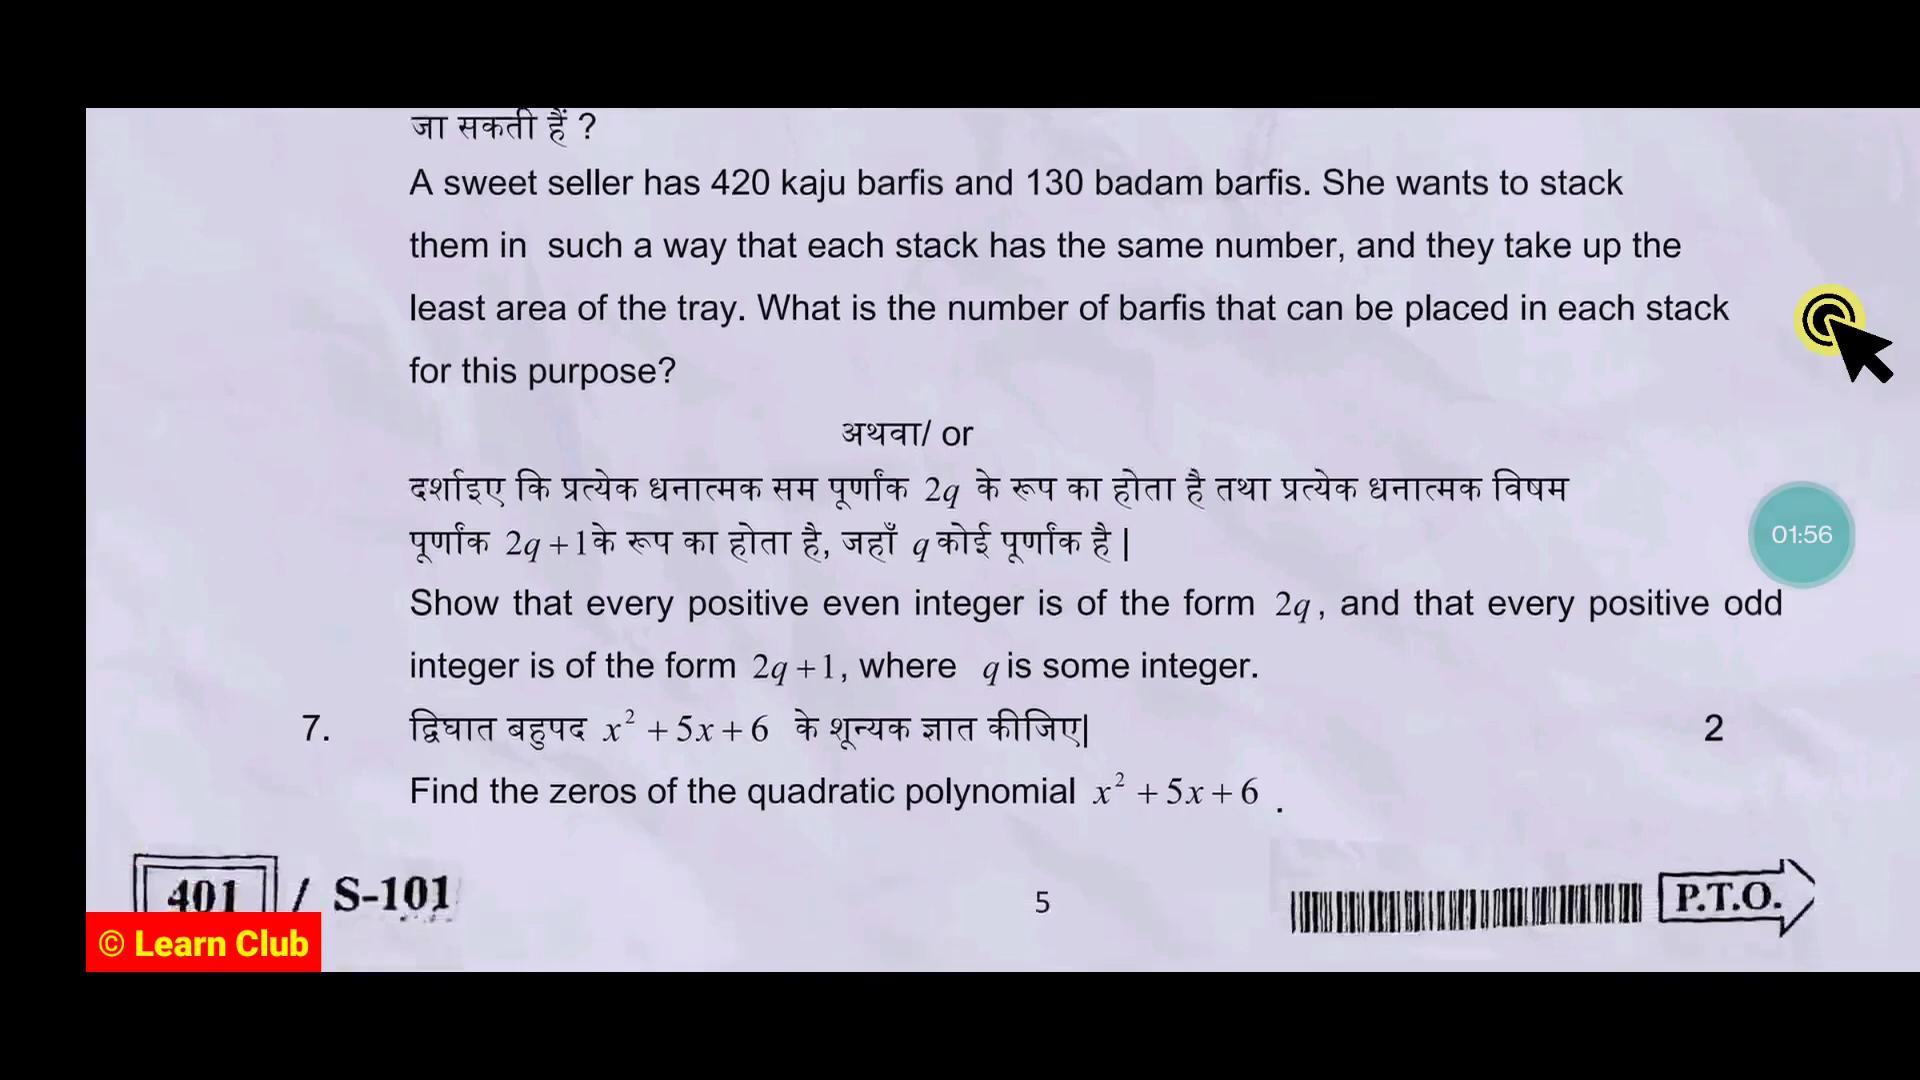 जा सकती हैं ?
A sweet seller has 420 kaju barfis and 130 badam barfis. She wants to stack
them in such a way that each stack has the same number, and they take up the
least area of the tray. What is the number of barfis that can be placed in each stack
for this purpose?
अथवा/ or
दर्शाइए कि प्रत्येक धनात्मक सम पूर्णांक 2q के रूप का होता है तथा प्रत्येक धनात्मक विषम
पूर्णांक 2q+1के रूप का होता है, जहाँ q कोई पूर्णांक है |
01:56
Show that every positive even integer is of the form 2q, and that every positive odd
integer is of the form 2q+1, where q is some integer.
7. द्विघात बहुपद x² + 5x + 6 के शून्यक ज्ञात कीजिए| 2
Find the zeros of the quadratic polynomial x² + 5x + 6 .
401 / S-101 5 P.T.O.
© Learn Club